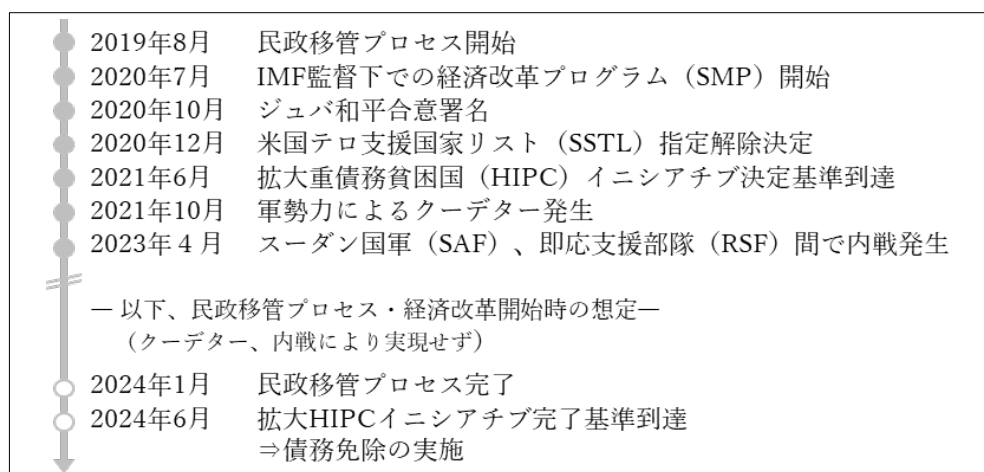 2019年8月 民政移管プロセス開始
2020年7月 IMF監督下での経済改革プログラム（SMP）開始
2020年10月 ジュバ和平合意署名
2020年12月 米国テロ支援国家リスト（SSTL）指定解除決定
2021年6月 拡大重債務貧困国（HIPC）イニシアチブ決定基準到達
2021年10月 軍勢力によるクーデター発生
2023年４月 スーダン国軍（SAF）、即応支援部隊（RSF）間で内戦発生
― 以下、民政移管プロセス・経済改革開始時の想定―
（クーデター、内戦により実現せず）
2024年1月 民政移管プロセス完了
2024年6月 拡大HIPCイニシアチブ完了基準到達
⇒債務免除の実施